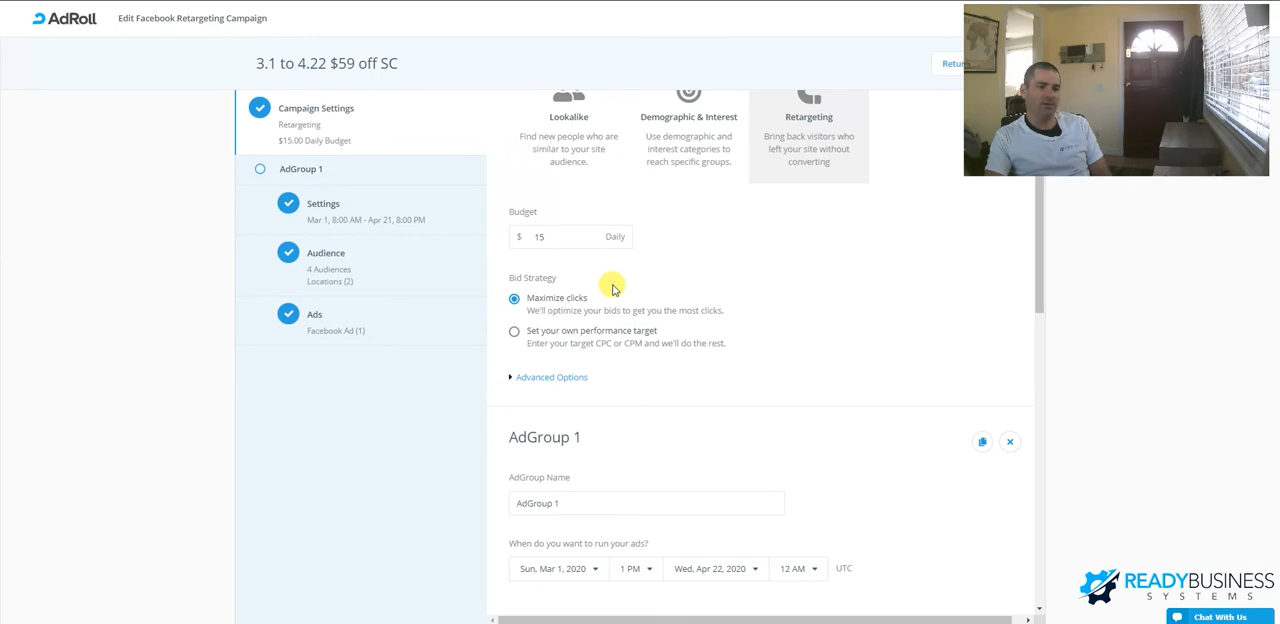 AdRoll
Edit Facebook Retargeting Campaign
3.1 to 4.22 $59 off SC
Campaign Settings
Retargeting
$15.00 Daily Budget
AdGroup 1
Settings
Mar 1, 8:00 AM - Apr 21, 8:00 PM
Audience
4 Audiences
Locations (2)
Ads
Facebook Ad (1)
Lookalike
Find new people who are
similar to your site
audience.
Demographic & Interest
Use demographic and
interest categories to
reach specific groups.
Retargeting
Bring back visitors who
left your site without
converting
Budget
$ 15 Daily
Bid Strategy
Maximize clicks
We'll optimize your bids to get you the most clicks.
Set your own performance target
Enter your target CPC or CPM and we'll do the rest.
Advanced Options
AdGroup 1
AdGroup Name
AdGroup 1
When do you want to run your ads?
Sun, Mar 1, 2020 1 PM Wed, Apr 22, 2020 12 AM UTC
READYBUSINESS
SYSTEMS
Chat With Us